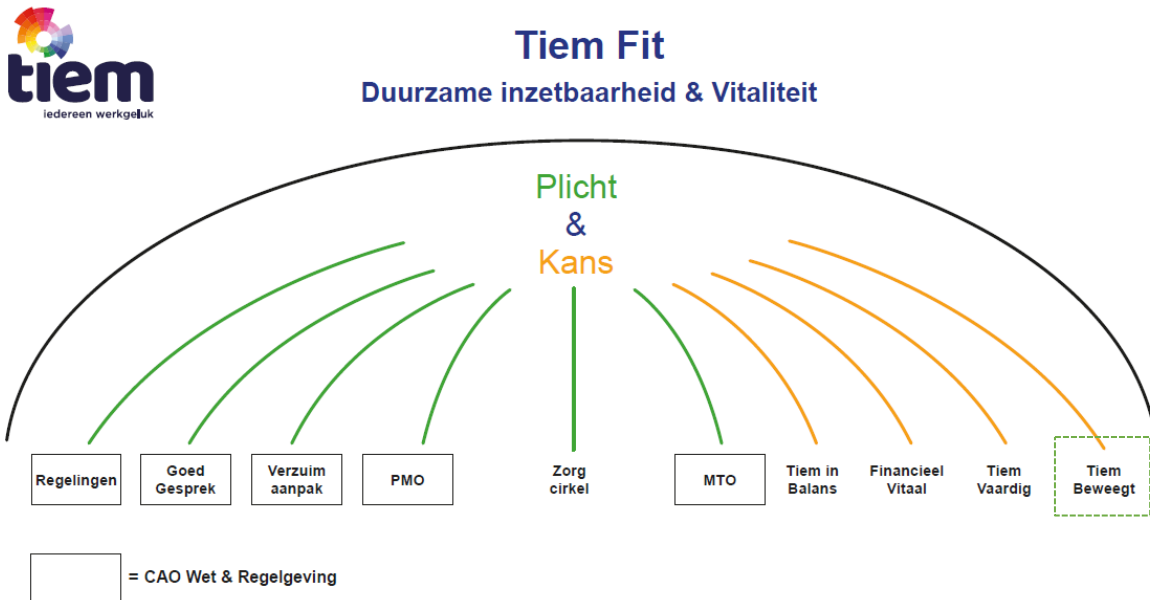 tiem
iedereen werkgeluk
Tiem Fit
Duurzame inzetbaarheid & Vitaliteit
Plicht
&
Kans
Regelingen
Goed
Gesprek
Verzuim
aanpak
PMO
Zorg
cirkel
MTO
Tiem in
Balans
Financieel
Vitaal
Tiem
Vaardig
Tiem
Beweegt
= CAO Wet & Regelgeving